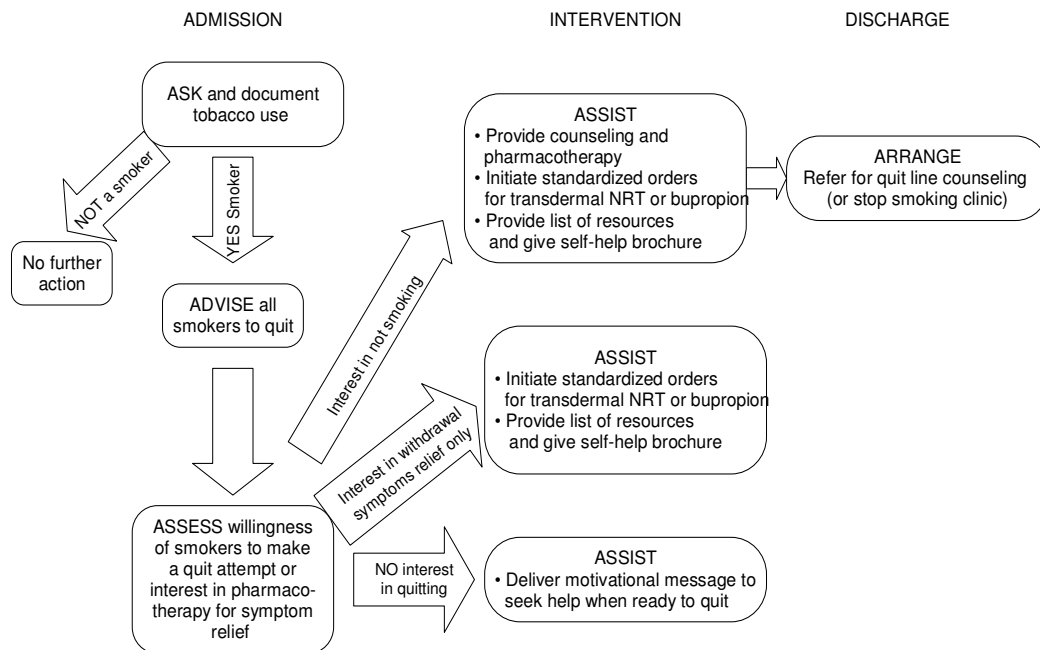 ADMISSION
INTERVENTION
DISCHARGE
ASK and document
tobacco use
NOT a smoker
YES Smoker
No further
action
ADVISE all
smokers to quit
ASSESS willingness
of smokers to make
a quit attempt or
interest in pharmaco-
therapy for symptom
relief
Interest in not smoking
Interest in withdrawal
symptoms relief only
NO interest
in quitting
ASSIST
• Provide counseling and
pharmacotherapy
• Initiate standardized orders
for transdermal NRT or bupropion
• Provide list of resources
and give self-help brochure
ARRANGE
Refer for quit line counseling
(or stop smoking clinic)
ASSIST
• Initiate standardized orders
for transdermal NRT or bupropion
• Provide list of resources
and give self-help brochure
ASSIST
• Deliver motivational message to
seek help when ready to quit